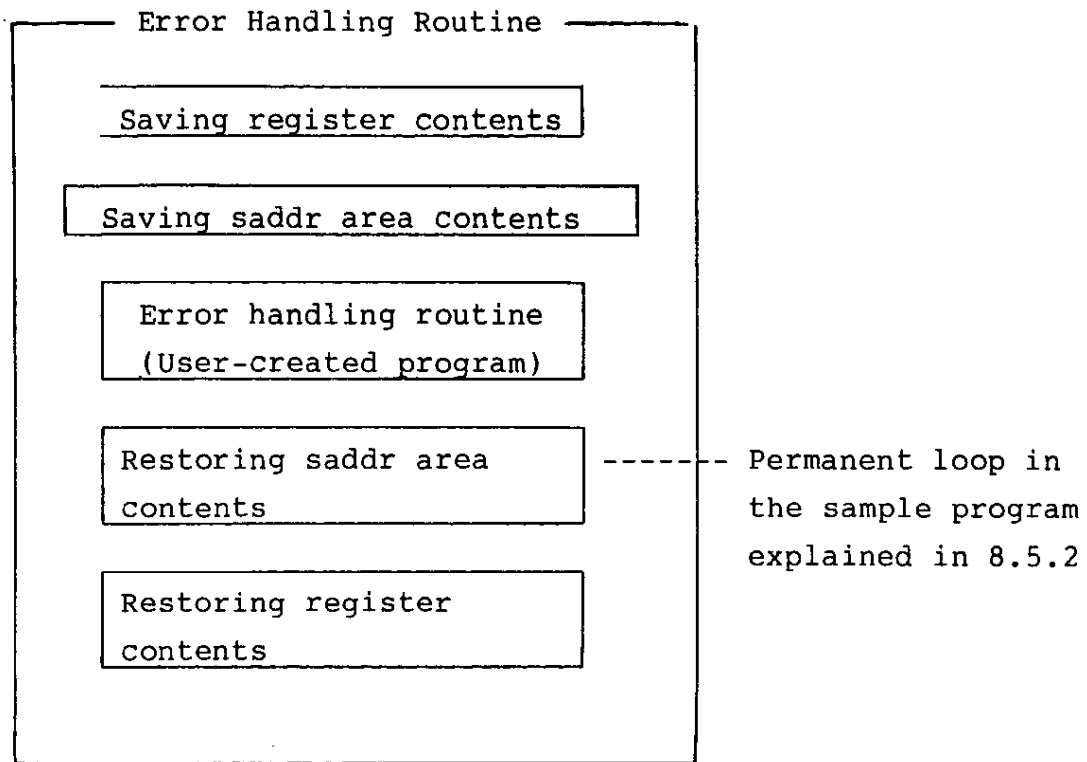 Error Handling Routine
Saving register contents
Saving saddr area contents
Error handling routine
(User-created program)
Restoring saddr area
contents
Permanent loop in
the sample program
explained in 8.5.2
Restoring register
contents